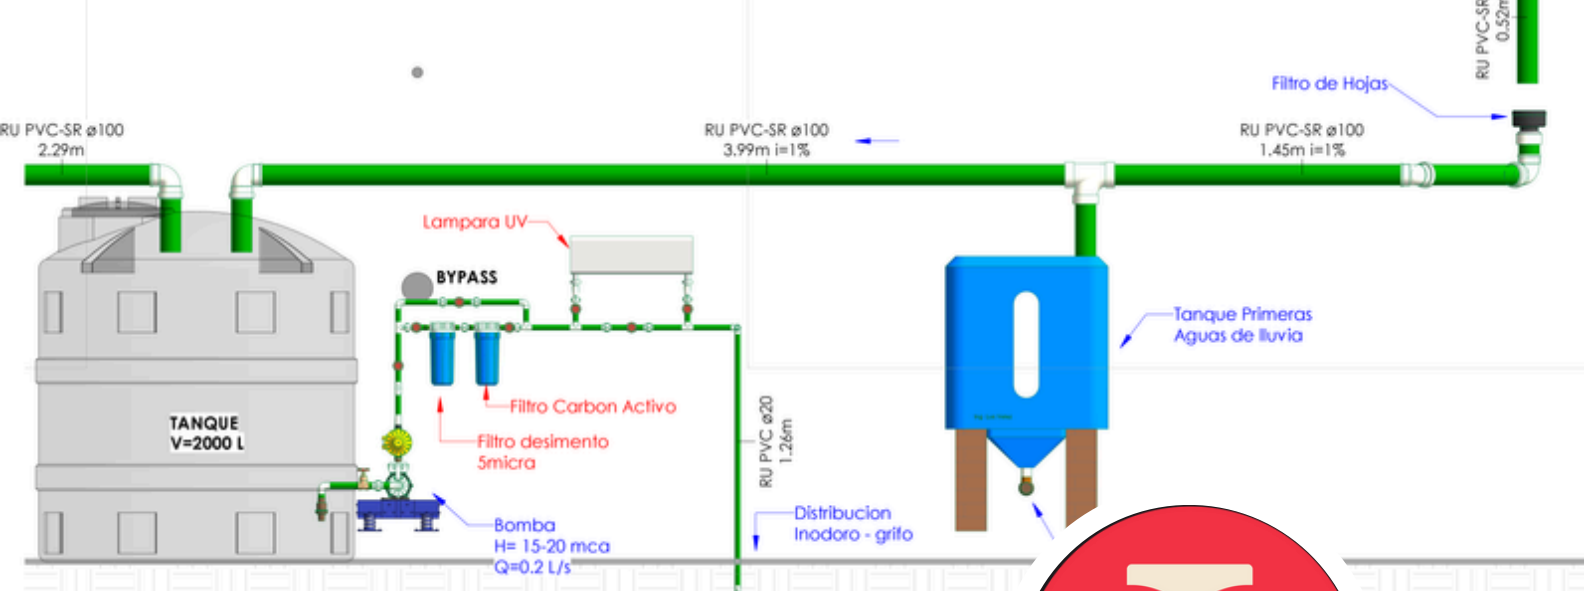 RU PVC-SR
0.52m
Filtro de Hojas
RU PVC-SR ø100
2.29m
RU PVC-SR ø100
3.99m i=1%
RU PVC-SR ø100
1.45m i=1%
Lampara UV
BYPASS
Tanque Primeras
Aguas de lluvia
TANQUE
V=2000 L
Filtro Carbon Activo
Filtro desimento
5micra
RU PVC ø20
1.26m
Bomba
H= 15-20 mca
Q=0.2 L/s
Distribucion
Inodoro - grifo